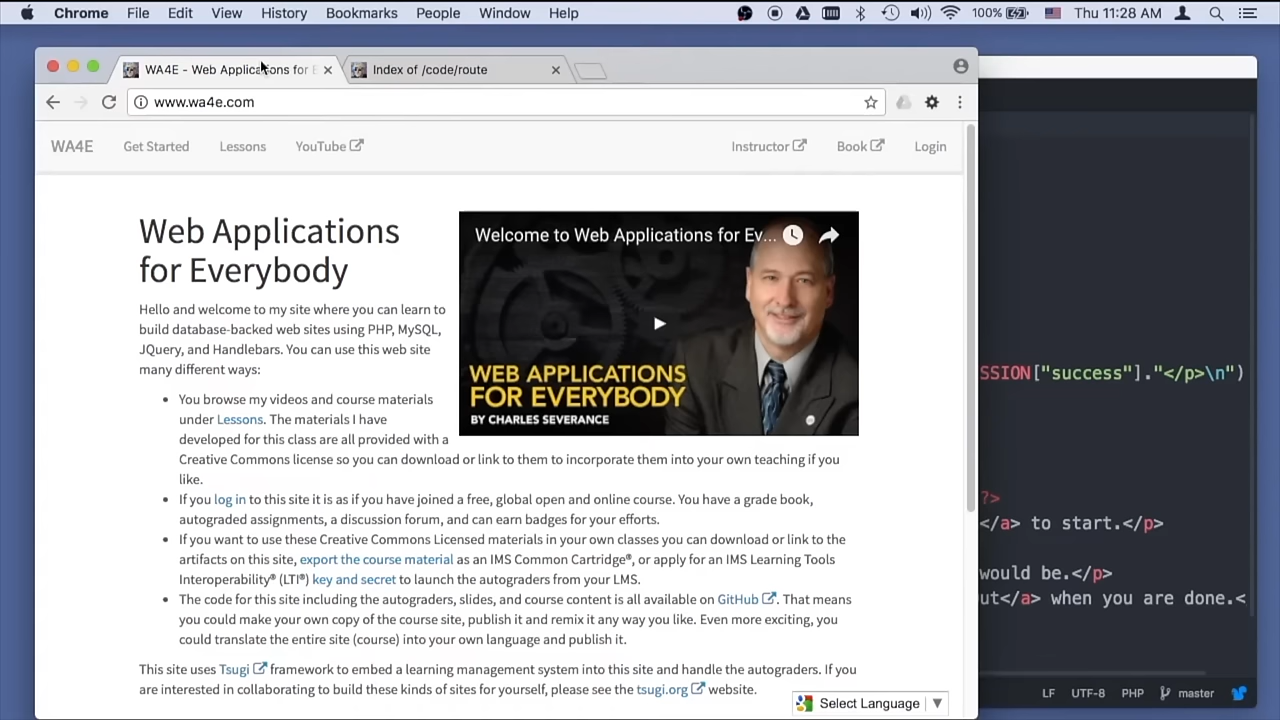 Chrome File Edit View History Bookmarks People Window Help 100% Thu 11:28 AM
WA4E - Web Applications for E Index of /code/route
www.wa4e.com
WA4E Get Started Lessons YouTube Instructor Book Login
Web Applications
for Everybody
Welcome to Web Applications for Ev...
WEB APPLICATIONS
FOR EVERYBODY
BY CHARLES SEVERANCE
Hello and welcome to my site where you can learn to
build database-backed web sites using PHP, MySQL,
JQuery, and Handlebars. You can use this web site
many different ways:
You browse my videos and course materials
under Lessons. The materials I have
developed for this class are all provided with a
Creative Commons license so you can download or link to them to incorporate them into your own teaching if you
like.
If you log in to this site it is as if you have joined a free, global open and online course. You have a grade book,
autograded assignments, a discussion forum, and can earn badges for your efforts.
If you want to use these Creative Commons Licensed materials in your own classes you can download or link to the
artifacts on this site, export the course material as an IMS Common Cartridge®, or apply for an IMS Learning Tools
Interoperability® (LTI®) key and secret to launch the autograders from your LMS.
The code for this site including the autograders, slides, and course content is all available on GitHub. That means
you could make your own copy of the course site, publish it and remix it any way you like. Even more exciting, you
could translate the entire site (course) into your own language and publish it.
This site uses Tsugi framework to embed a learning management system into this site and handle the autograders. If you
are interested in collaborating to build these kinds of sites for yourself, please see the tsugi.org website.
Select Language ▼
SSION["success"]."</p>\n")
?>
</a> to start.</p>
would be.</p>
ut</a> when you are done.<
LF UTF-8 PHP master